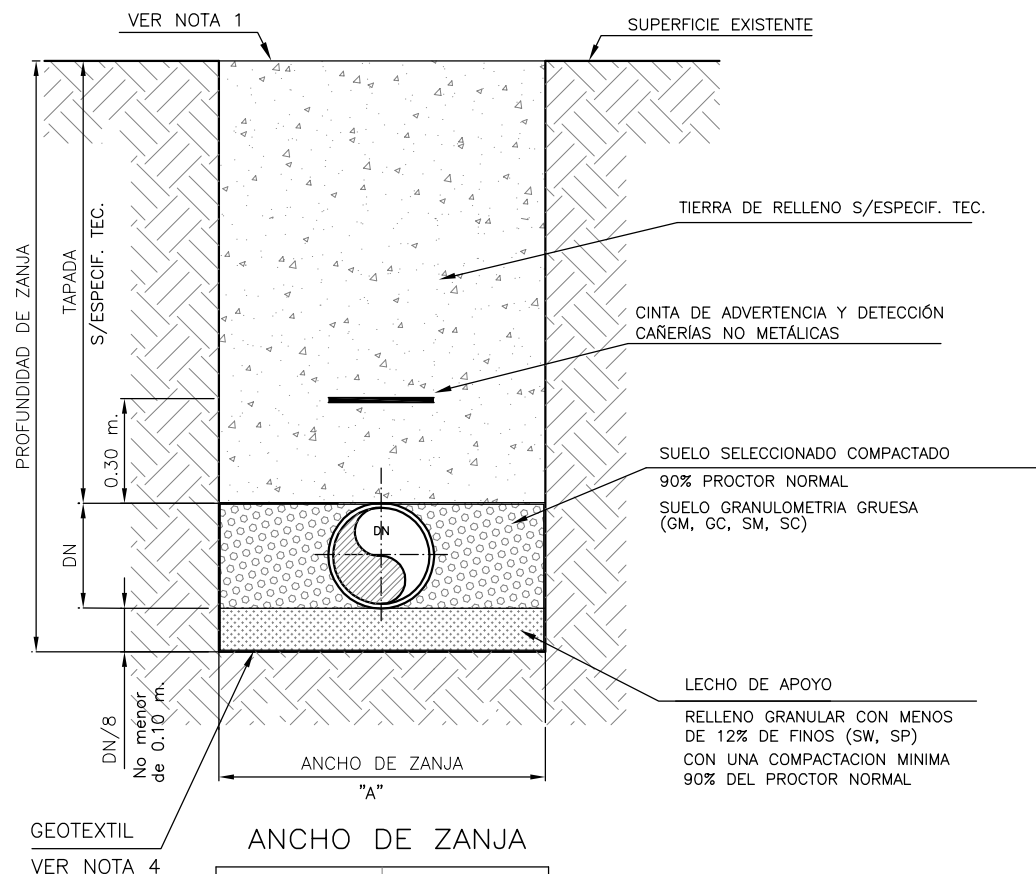 VER NOTA 1
SUPERFICIE EXISTENTE
PROFUNDIDAD DE ZANJA
TAPADA
S/ESPECIF. TEC.
TIERRA DE RELLENO S/ESPECIF. TEC.
CINTA DE ADVERTENCIA Y DETECCIÓN
CAÑERÍAS NO METÁLICAS
0.30 m.
SUELO SELECCIONADO COMPACTADO
90% PROCTOR NORMAL
SUELO GRANULOMETRIA GRUESA
(GM, GC, SM, SC)
DN
DN
DN/8
No menor
de 0.10 m.
LECHO DE APOYO
RELLENO GRANULAR CON MENOS
DE 12% DE FINOS (SW, SP)
CON UNA COMPACTACION MINIMA
90% DEL PROCTOR NORMAL
ANCHO DE ZANJA
"A"
GEOTEXTIL
VER NOTA 4
ANCHO DE ZANJA